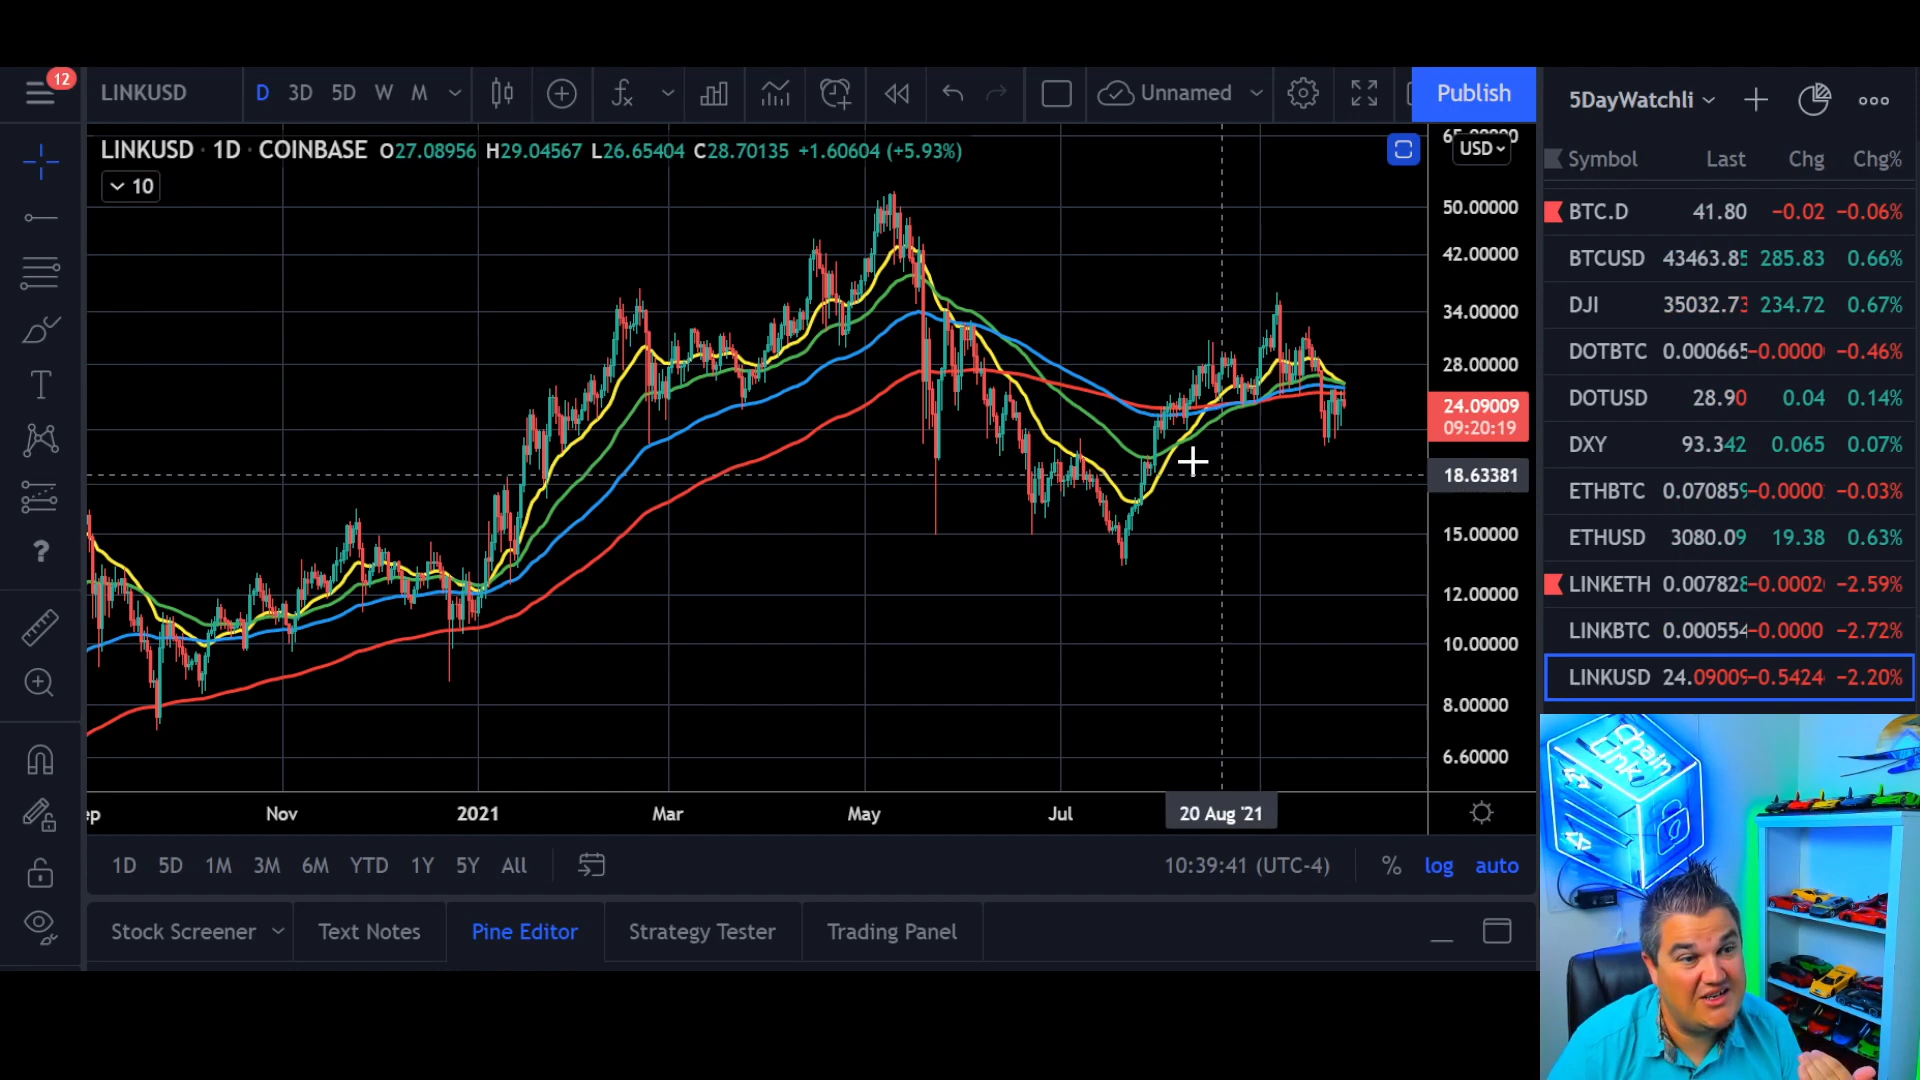 12
LINKUSD D 3D 5D W M Unnamed Publish
5DayWatchli
LINKUSD · 1D · COINBASE O27.08956 H29.04567 L26.65404 C28.70135 +1.60604 (+5.93%)
10
USD
50.00000
42.00000
34.00000
28.00000
24.09009
09:20:19
18.63381
15.00000
12.00000
10.00000
8.00000
6.60000
Symbol Last Chg Chg%
BTC.D 41.80 −0.02 −0.06%
BTCUSD 43463.85 285.83 0.66%
DJI 35032.73 234.72 0.67%
DOTBTC 0.000665 −0.0000 −0.46%
DOTUSD 28.90 0.04 0.14%
DXY 93.342 0.065 0.07%
ETHBTC 0.070859 −0.0000 −0.03%
ETHUSD 3080.09 19.38 0.63%
LINKETH 0.007828 −0.0002 −2.59%
LINKBTC 0.000554 −0.0000 −2.72%
LINKUSD 24.09009 −0.5424 −2.20%
Nov 2021 Mar May Jul 20 Aug '21
1D 5D 1M 3M 6M YTD 1Y 5Y All 10:39:41 (UTC-4) % log auto
Stock Screener Text Notes Pine Editor Strategy Tester Trading Panel
Chain
Link